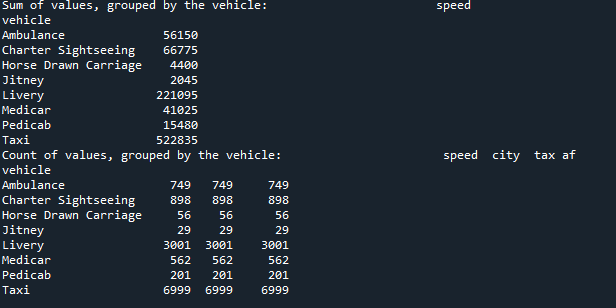 Sum of values, grouped by the vehicle: speed
vehicle
Ambulance 56150
Charter Sightseeing 66775
Horse Drawn Carriage 4400
Jitney 2045
Livery 221095
Medicar 41025
Pedicab 15480
Taxi 522835
Count of values, grouped by the vehicle: speed city tax af
vehicle
Ambulance 749 749 749
Charter Sightseeing 898 898 898
Horse Drawn Carriage 56 56 56
Jitney 29 29 29
Livery 3001 3001 3001
Medicar 562 562 562
Pedicab 201 201 201
Taxi 6999 6999 6999